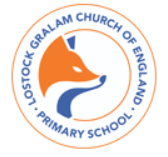 LOSTOCK GRALAM CHURCH OF ENGLAND
PRIMARY SCHOOL